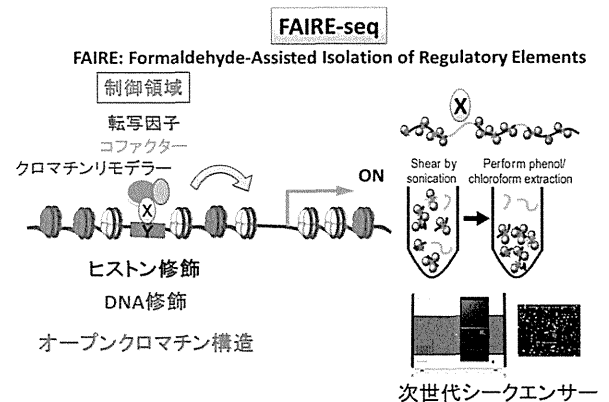 FAIRE-seq
FAIRE: Formaldehyde-Assisted Isolation of Regulatory Elements
制御領域
転写因子
コファクター
クロマチンリモデラー
X
Y
ON
ヒストン修飾
DNA修飾
オープンクロマチン構造
X
Shear by
sonication
Perform phenol/
chloroform extraction
次世代シークエンサー